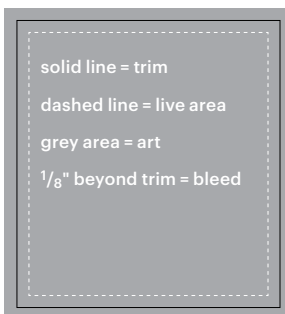 solid line = trim
dashed line = live area
grey area = art
1/8" beyond trim = bleed